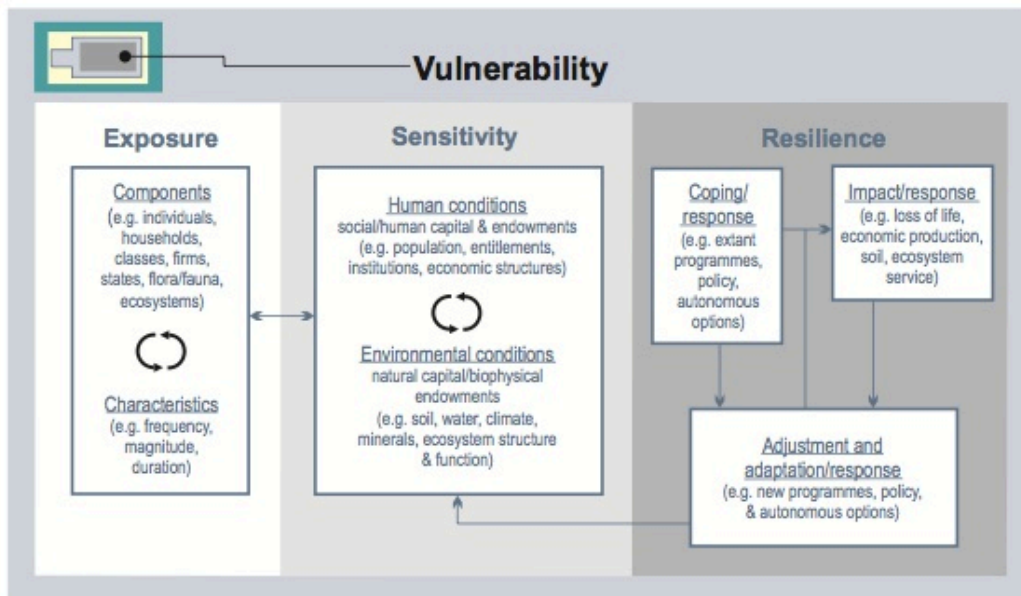 Vulnerability
Exposure
Components
(e.g. individuals,
households,
classes, firms,
states, flora/fauna,
ecosystems)
Characteristics
(e.g. frequency,
magnitude,
duration)
Sensitivity
Human conditions
social/human capital & endowments
(e.g. population, entitlements,
institutions, economic structures)
Environmental conditions
natural capital/biophysical
endowments
(e.g. soil, water, climate,
minerals, ecosystem structure
& function)
Resilience
Coping/
response
(e.g. extant
programmes,
policy,
autonomous
options)
Impact/response
(e.g. loss of life,
economic production,
soil, ecosystem
service)
Adjustment and
adaptation/response
(e.g. new programmes, policy,
& autonomous options)